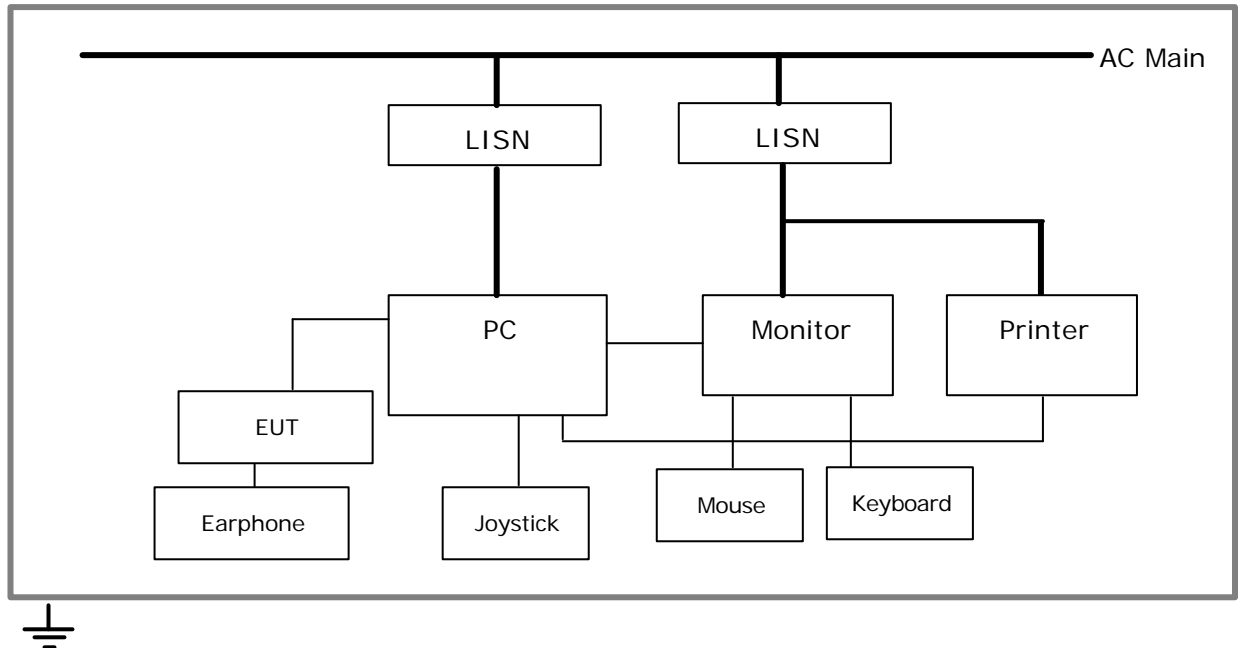 AC Main
LISN
LISN
PC
Monitor
Printer
EUT
Earphone
Joystick
Mouse
Keyboard